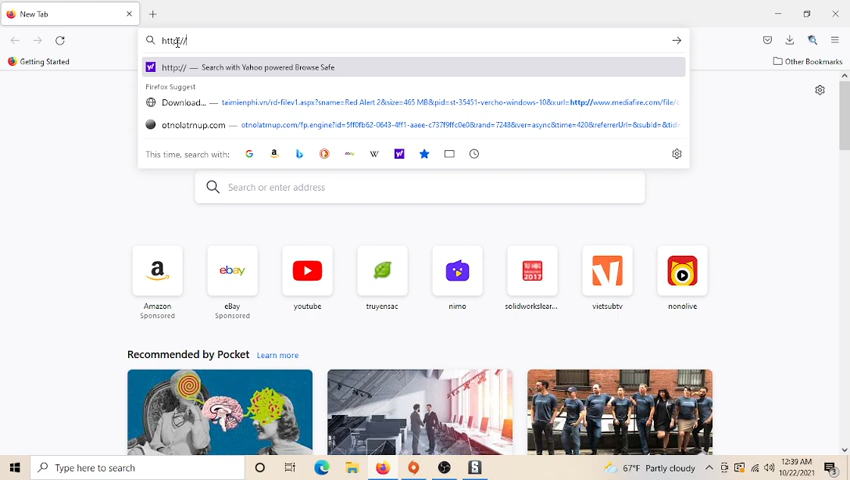 New Tab
http://
http:// — Search with Yahoo powered Browse Safe
Getting Started
Other Bookmarks
Firefox Suggest
Download... — taimienphi.vn/rd-filev1.aspx?sname=Red Alert 2&size=465 MB&pid=st-35451-vercho-windows-10&xurl=http://www.mediafire.com/file/
otnolatrnup.com — otnolatrnup.com/fp.engine?id=5ff0fb62-0643-4ff1-aaee-c737f9ffc0e0&rand=7248&ver=async&time=420&referrerUrl=&subId=&tid=
This time, search with:
Search or enter address
Amazon
Sponsored
eBay
Sponsored
youtube
truyensac
nimo
solidworkslear...
vietsubtv
nonolive
Recommended by Pocket Learn more
Type here to search
67°F Partly cloudy
12:39 AM
10/22/2021